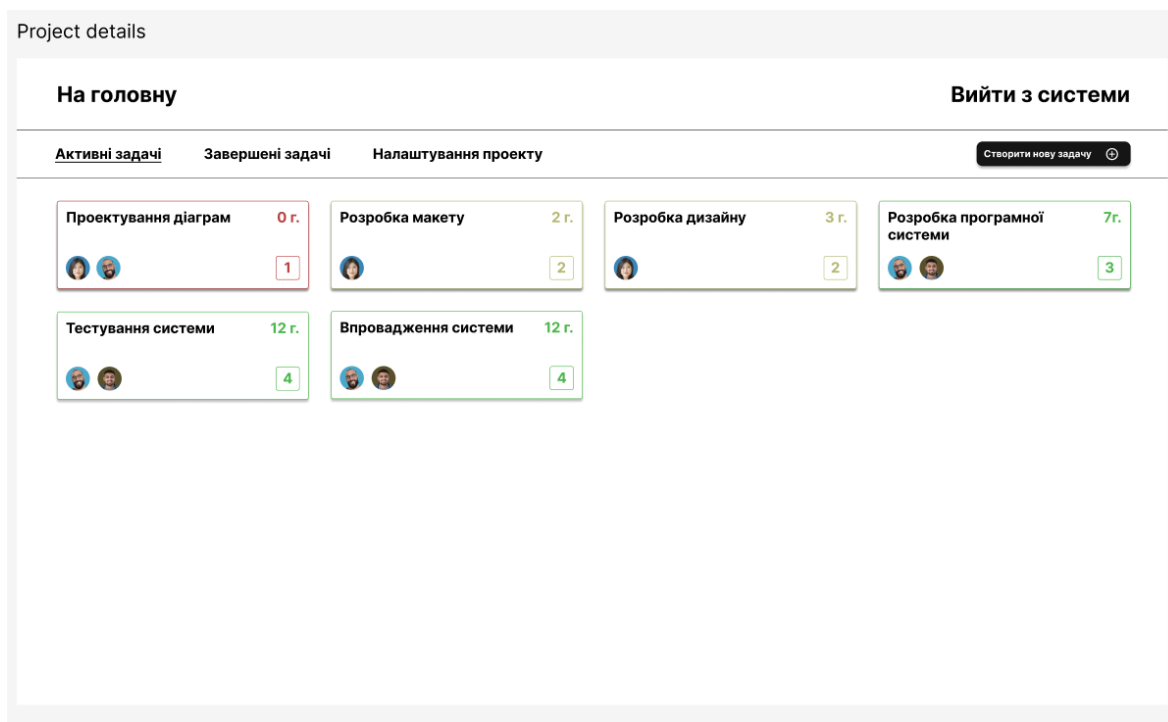 Project details
На головну
Вийти з системи
Активні задачі
Завершені задачі
Налаштування проекту
Створити нову задачу
Проектування діаграм
0 г.
1
Розробка макету
2 г.
2
Розробка дизайну
3 г.
2
Розробка програмної
системи
7г.
3
Тестування системи
12 г.
4
Впровадження системи
12 г.
4